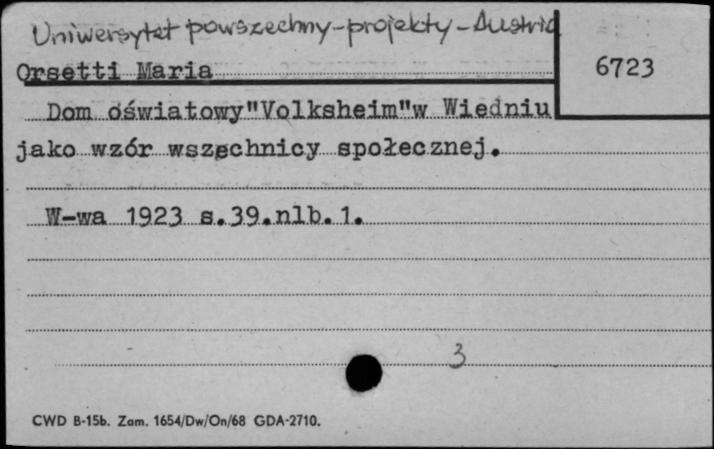 Uniwersytet powszechny - projekty - Austria
Orsetti Maria
6723
Dom oświatowy"Volksheim"w Wiedniu
jako wzór wszechnicy społecznej.
W-wa 1923 s.39.nlb.1.
3
CWD B-15b. Zam. 1654/Dw/On/68 GDA-2710.